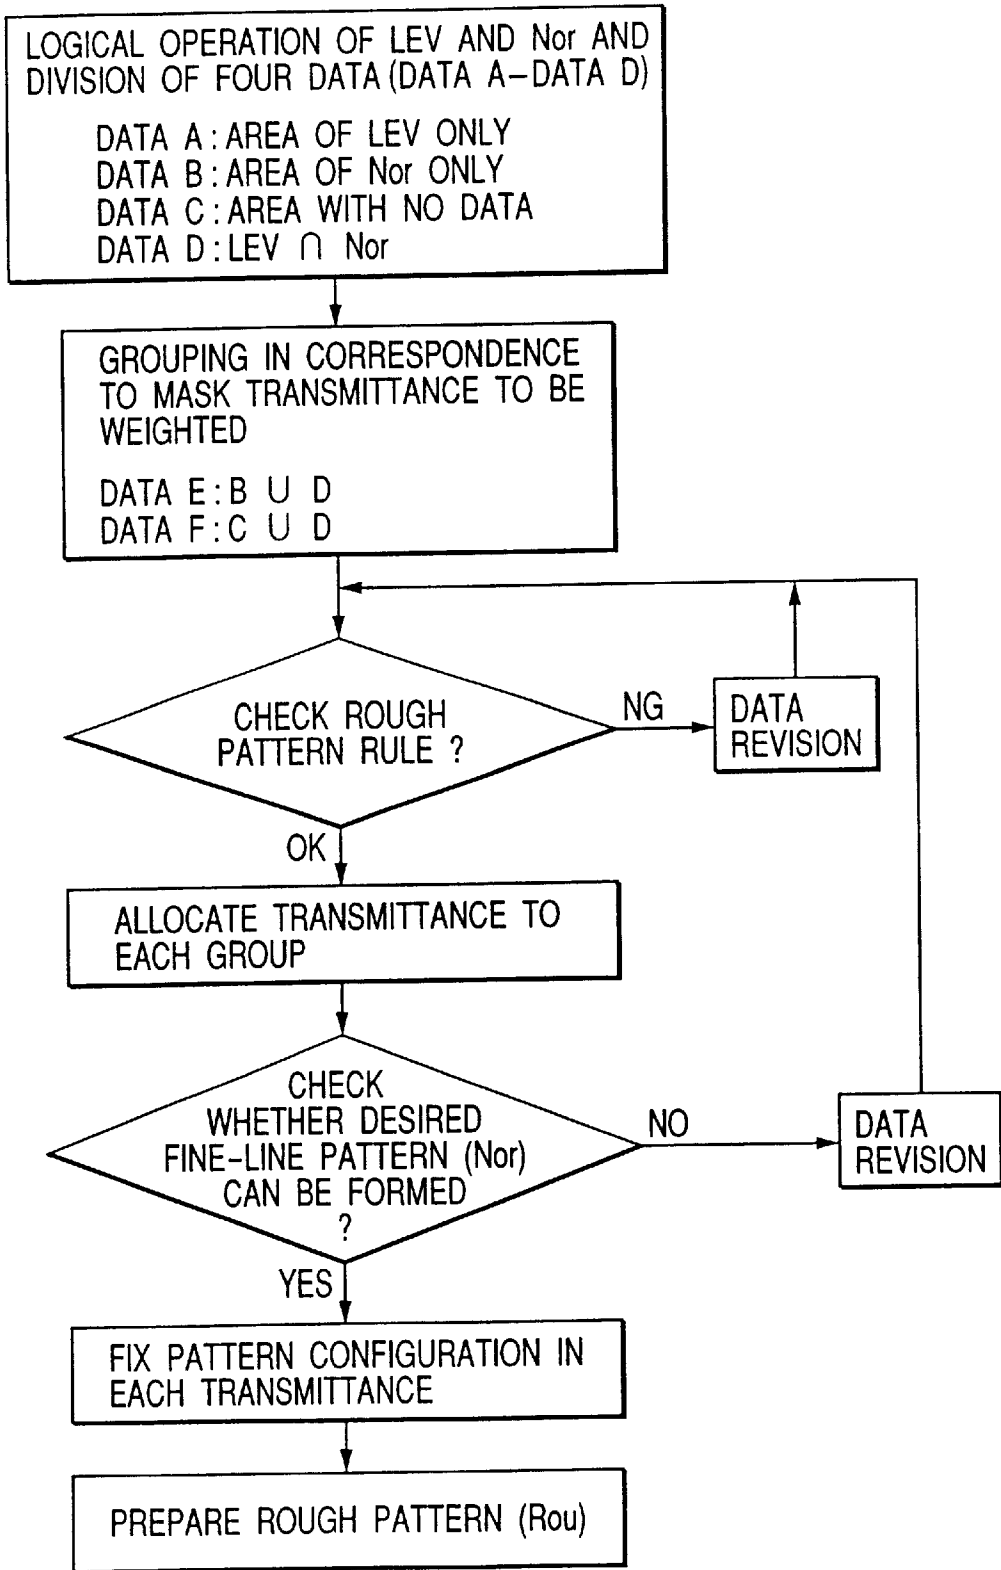 LOGICAL OPERATION OF LEV AND Nor AND
DIVISION OF FOUR DATA (DATA A–DATA D)
DATA A: AREA OF LEV ONLY
DATA B: AREA OF Nor ONLY
DATA C: AREA WITH NO DATA
DATA D: LEV ∩ Nor
GROUPING IN CORRESPONDENCE
TO MASK TRANSMITTANCE TO BE
WEIGHTED
DATA E: B ∪ D
DATA F: C ∪ D
CHECK ROUGH
PATTERN RULE ?
NG
DATA
REVISION
OK
ALLOCATE TRANSMITTANCE TO
EACH GROUP
CHECK
WHETHER DESIRED
FINE–LINE PATTERN (Nor)
CAN BE FORMED
?
NO
DATA
REVISION
YES
FIX PATTERN CONFIGURATION IN
EACH TRANSMITTANCE
PREPARE ROUGH PATTERN (Rou)